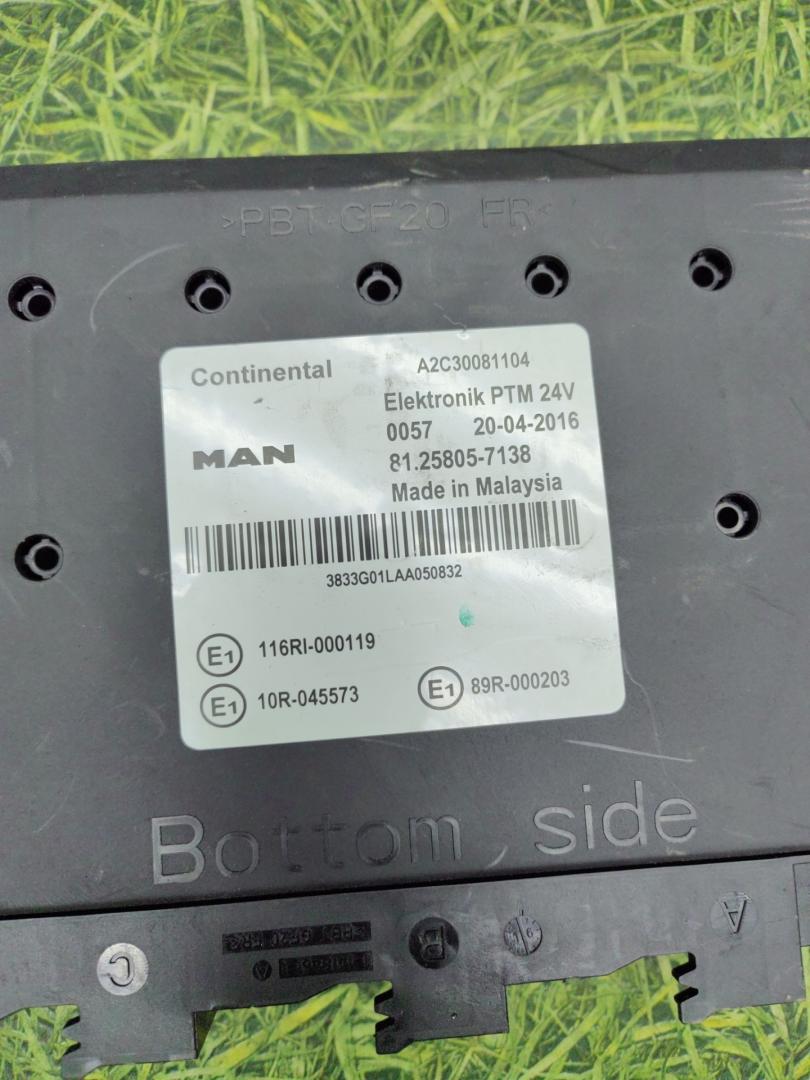 >PBT-GF20 FR<
Continental A2C30081104
Elektronik PTM 24V
0057 20-04-2016
MAN 81.25805-7138
Made in Malaysia
3833G01LAA050832
E1 116RI-000119
E1 10R-045573 E1 89R-000203
Bottom side
C B A